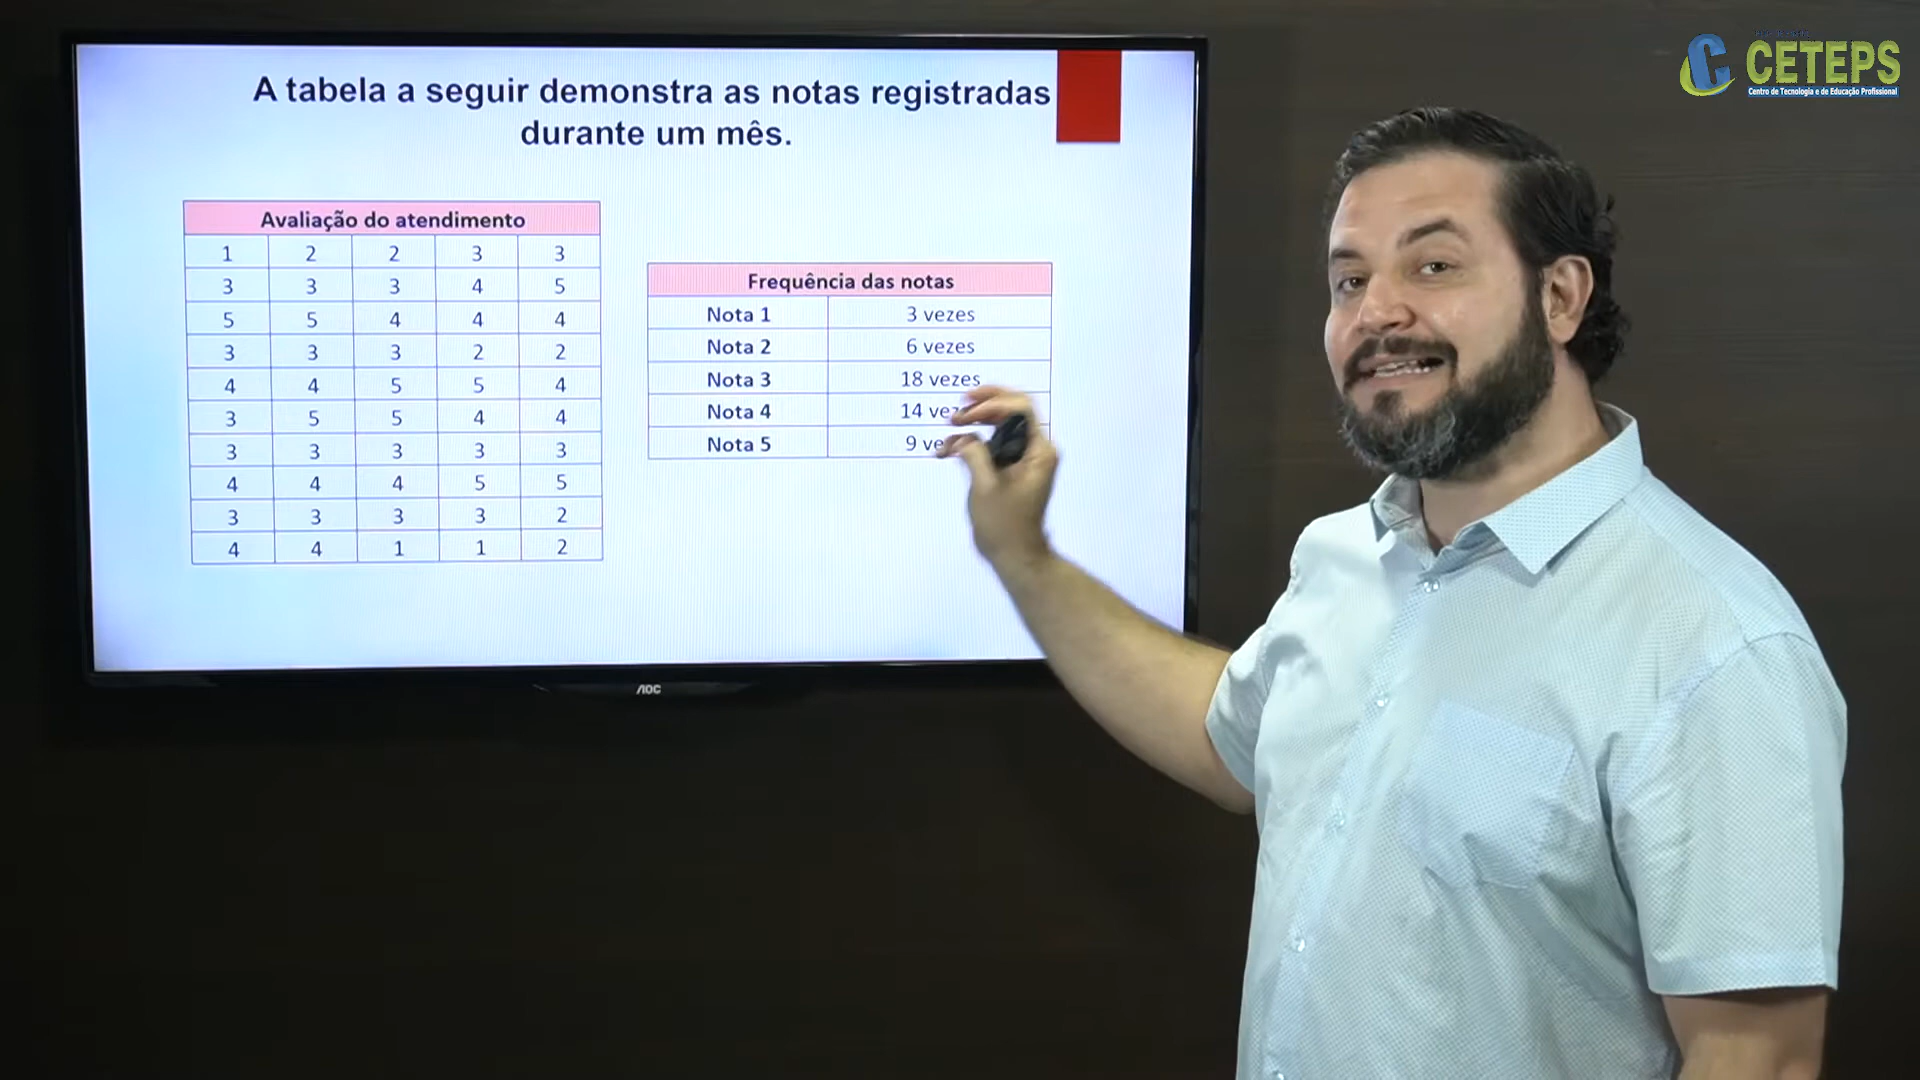 A tabela a seguir demonstra as notas registradas
durante um mês.
Avaliação do atendimento
1 2 2 3 3
3 3 3 4 5
5 5 4 4 4
3 3 3 2 2
4 4 5 5 4
3 5 5 4 4
3 3 3 3 3
4 4 4 5 5
3 3 3 3 2
4 4 1 1 2
Frequência das notas
Nota 1 3 vezes
Nota 2 6 vezes
Nota 3 18 vezes
Nota 4 14
Nota 5 9
AOC
CETEPS
Centro de Tecnologia e de Educação Profissional